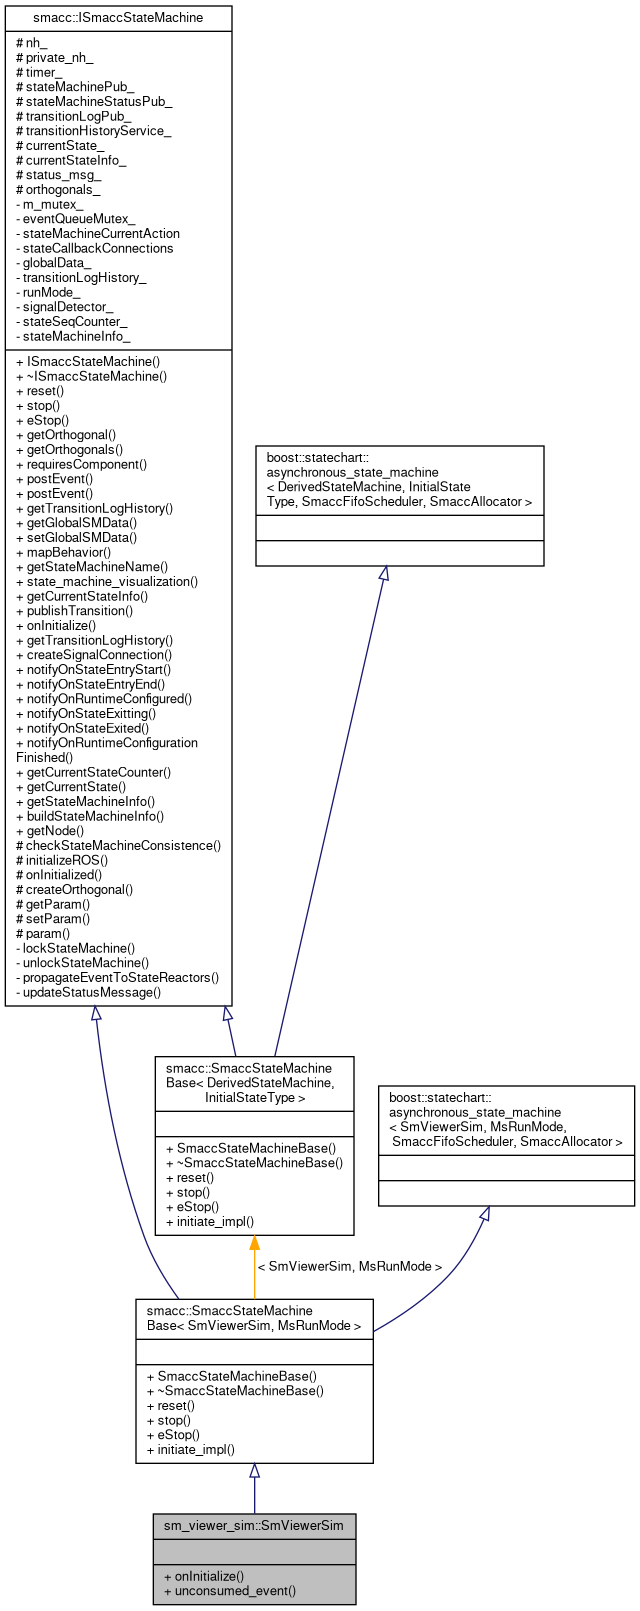 smacc::ISmaccStateMachine
# nh_
# private_nh_
# timer_
# stateMachinePub_
# stateMachineStatusPub_
# transitionLogPub_
# transitionHistoryService_
# currentState_
# currentStateInfo_
# status_msg_
# orthogonals_
- m_mutex_
- eventQueueMutex_
- stateMachineCurrentAction
- stateCallbackConnections
- globalData_
- transitionLogHistory_
- runMode_
- signalDetector_
- stateSeqCounter_
- stateMachineInfo_
+ ISmaccStateMachine()
+ ~ISmaccStateMachine()
+ reset()
+ stop()
+ eStop()
+ getOrthogonal()
+ getOrthogonals()
+ requiresComponent()
+ postEvent()
+ postEvent()
+ getTransitionLogHistory()
+ getGlobalSMData()
+ setGlobalSMData()
+ mapBehavior()
+ getStateMachineName()
+ state_machine_visualization()
+ getCurrentStateInfo()
+ publishTransition()
+ onInitialize()
+ getTransitionLogHistory()
+ createSignalConnection()
+ notifyOnStateEntryStart()
+ notifyOnStateEntryEnd()
+ notifyOnRuntimeConfigured()
+ notifyOnStateExitting()
+ notifyOnStateExited()
+ notifyOnRuntimeConfiguration
Finished()
+ getCurrentStateCounter()
+ getCurrentState()
+ getStateMachineInfo()
+ buildStateMachineInfo()
+ getNode()
# checkStateMachineConsistence()
# initializeROS()
# onInitialized()
# createOrthogonal()
# getParam()
# setParam()
# param()
- lockStateMachine()
- unlockStateMachine()
- propagateEventToStateReactors()
- updateStatusMessage()
boost::statechart::
asynchronous_state_machine
< DerivedStateMachine, InitialState
Type, SmaccFifoScheduler, SmaccAllocator >
smacc::SmaccStateMachine
Base< DerivedStateMachine,
InitialStateType >
+ SmaccStateMachineBase()
+ ~SmaccStateMachineBase()
+ reset()
+ stop()
+ eStop()
+ initiate_impl()
boost::statechart::
asynchronous_state_machine
< SmViewerSim, MsRunMode,
SmaccFifoScheduler, SmaccAllocator >
< SmViewerSim, MsRunMode >
smacc::SmaccStateMachine
Base< SmViewerSim, MsRunMode >
+ SmaccStateMachineBase()
+ ~SmaccStateMachineBase()
+ reset()
+ stop()
+ eStop()
+ initiate_impl()
sm_viewer_sim::SmViewerSim
+ onInitialize()
+ unconsumed_event()